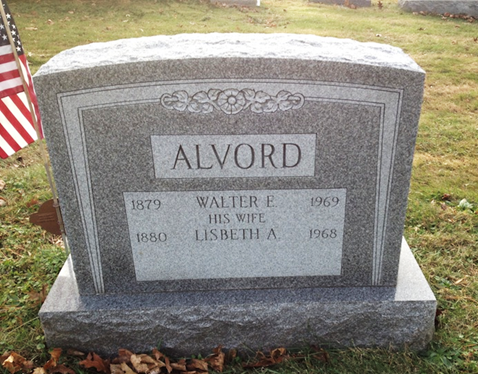 ALVORD
1879 WALTER E. 1969
HIS WIFE
1880 LISBETH A. 1968